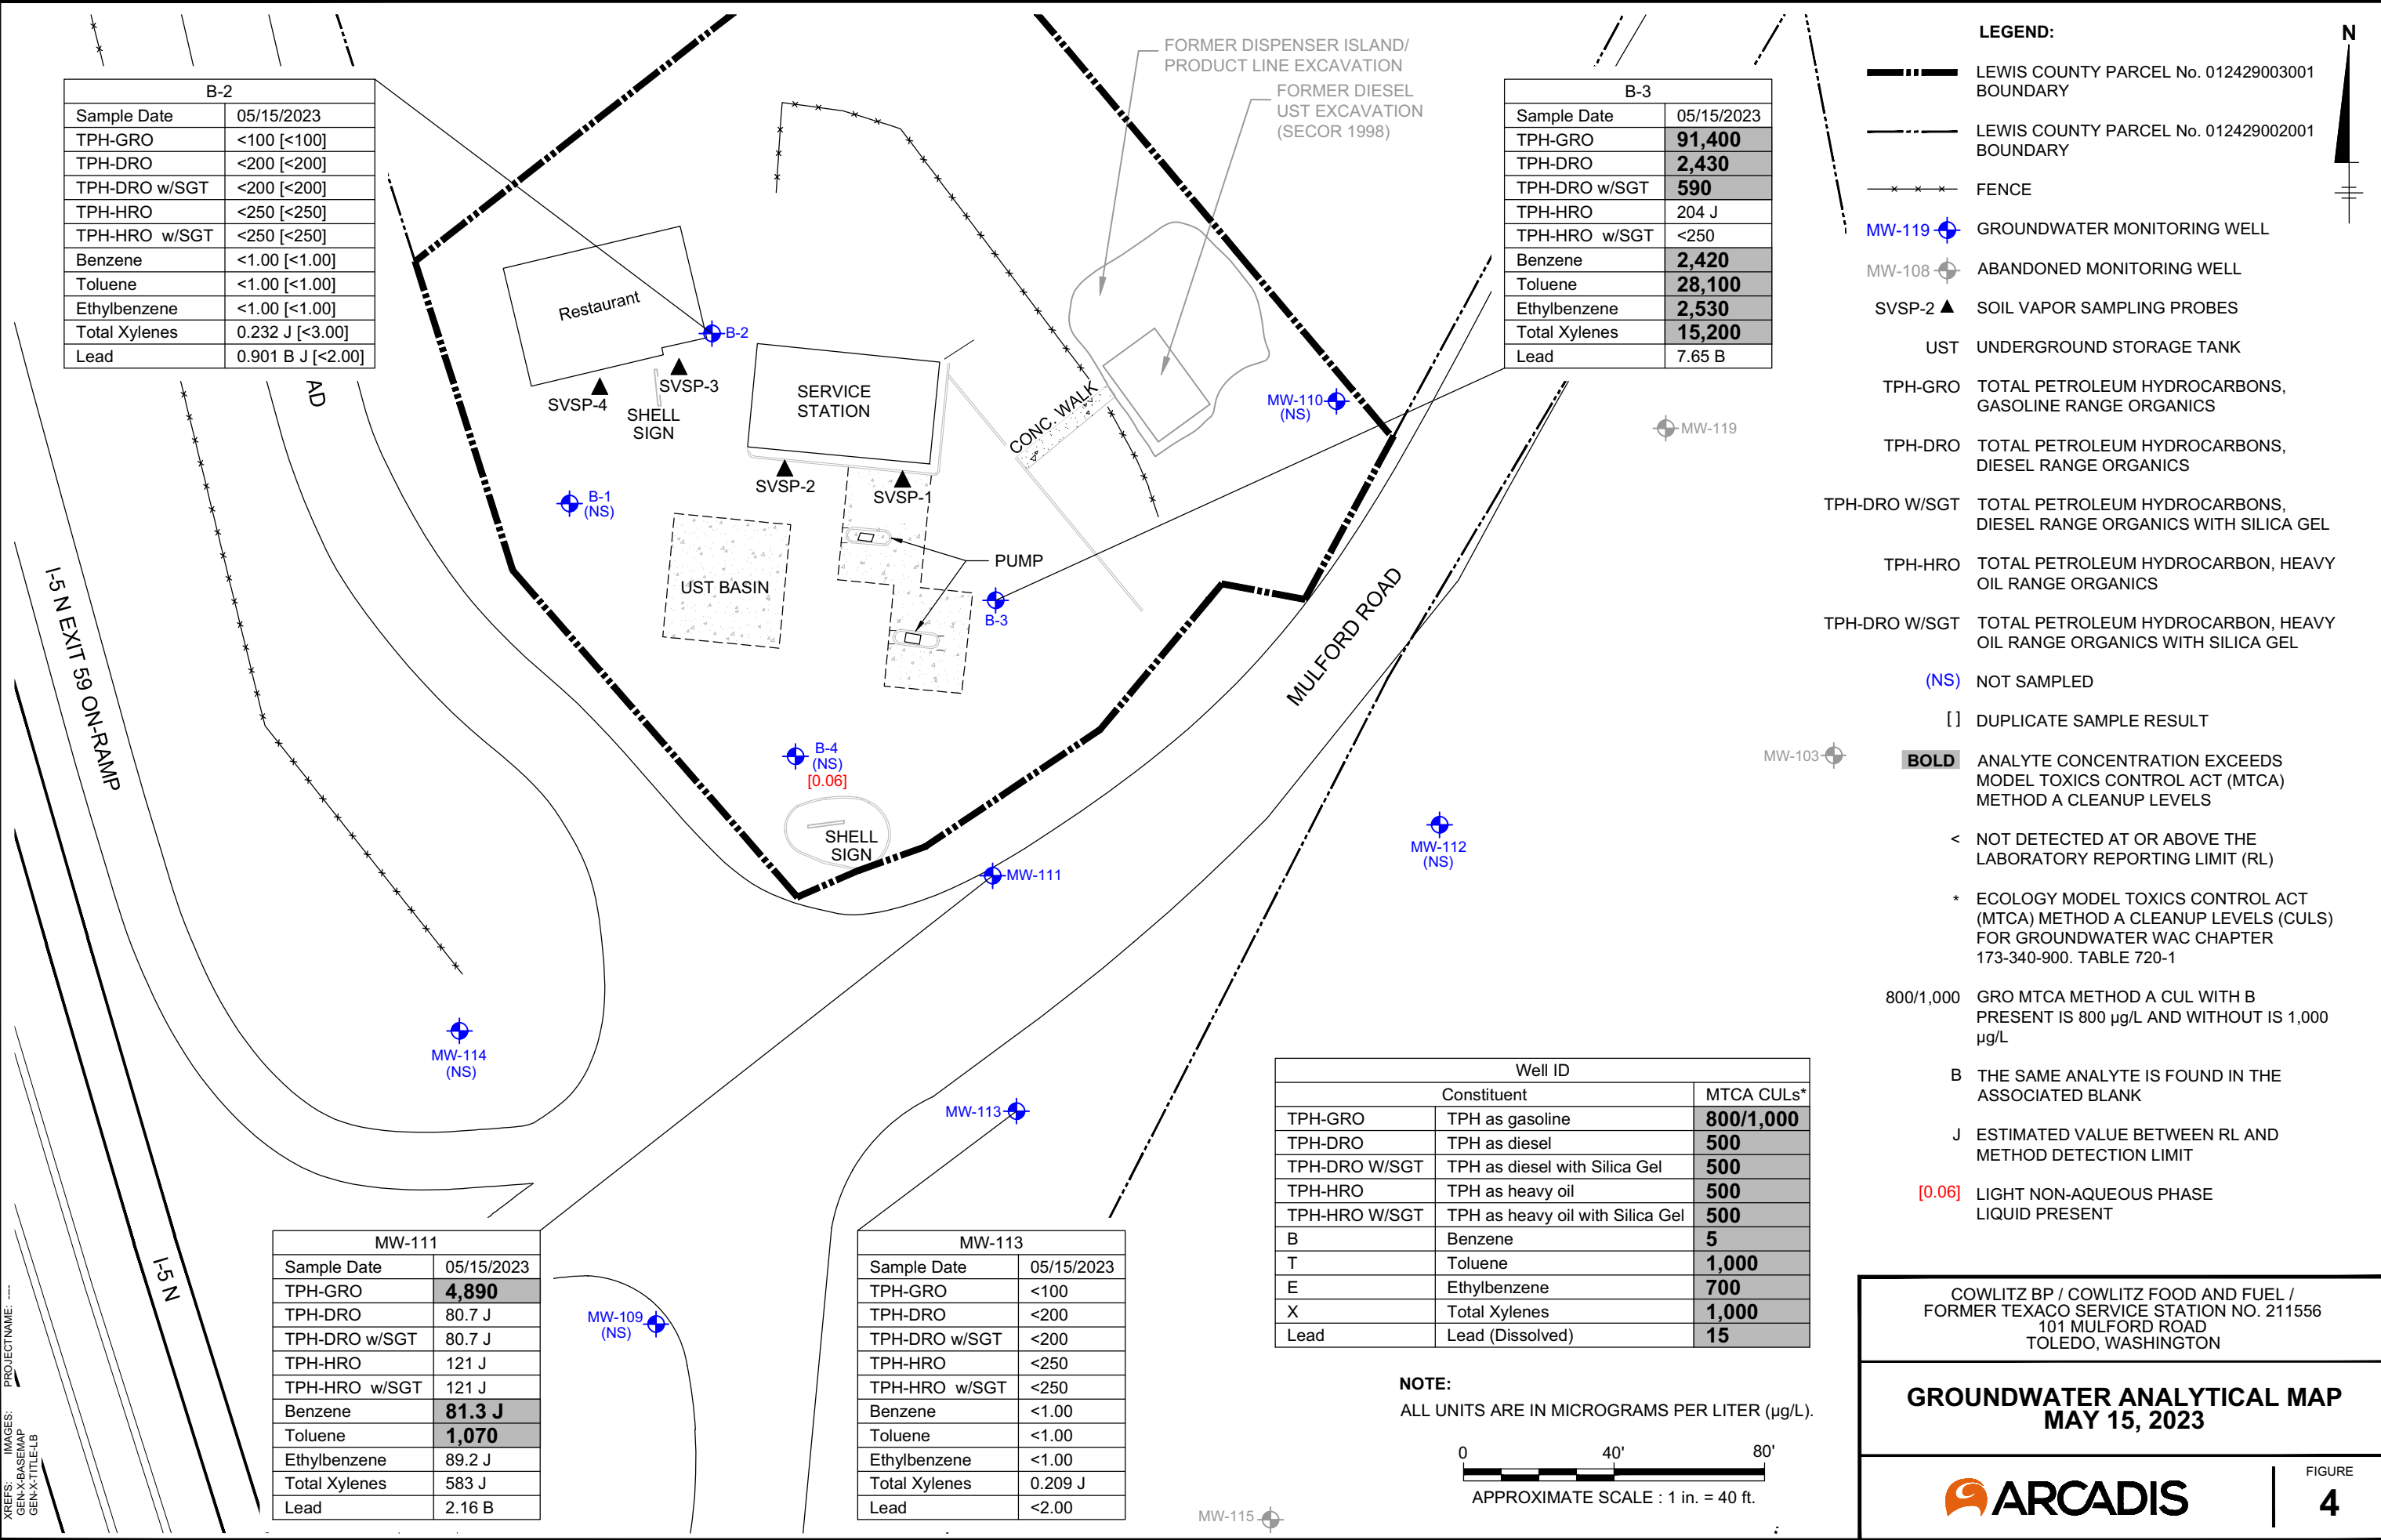 FORMER DISPENSER ISLAND/
PRODUCT LINE EXCAVATION
FORMER DIESEL
UST EXCAVATION
(SECOR 1998)
B-2
Sample Date 05/15/2023
TPH-GRO <100 [<100]
TPH-DRO <200 [<200]
TPH-DRO w/SGT <200 [<200]
TPH-HRO <250 [<250]
TPH-HRO w/SGT <250 [<250]
Benzene <1.00 [<1.00]
Toluene <1.00 [<1.00]
Ethylbenzene <1.00 [<1.00]
Total Xylenes 0.232 J [<3.00]
Lead 0.901 B J [<2.00]
B-3
Sample Date 05/15/2023
TPH-GRO 91,400
TPH-DRO 2,430
TPH-DRO w/SGT 590
TPH-HRO 204 J
TPH-HRO w/SGT <250
Benzene 2,420
Toluene 28,100
Ethylbenzene 2,530
Total Xylenes 15,200
Lead 7.65 B
AD
Restaurant
B-2
SVSP-3
SVSP-4
SHELL
SIGN
SERVICE
STATION
CONC. WALK
MW-110
(NS)
MW-119
SVSP-2
SVSP-1
B-1
(NS)
PUMP
UST BASIN
B-3
MULFORD ROAD
I-5 N EXIT 59 ON-RAMP
B-4
(NS)
[0.06]
SHELL
SIGN
MW-103
MW-112
(NS)
MW-111
MW-114
(NS)
MW-113
I-5 N
MW-109
(NS)
MW-115
MW-111
Sample Date 05/15/2023
TPH-GRO 4,890
TPH-DRO 80.7 J
TPH-DRO w/SGT 80.7 J
TPH-HRO 121 J
TPH-HRO w/SGT 121 J
Benzene 81.3 J
Toluene 1,070
Ethylbenzene 89.2 J
Total Xylenes 583 J
Lead 2.16 B
MW-113
Sample Date 05/15/2023
TPH-GRO <100
TPH-DRO <200
TPH-DRO w/SGT <200
TPH-HRO <250
TPH-HRO w/SGT <250
Benzene <1.00
Toluene <1.00
Ethylbenzene <1.00
Total Xylenes 0.209 J
Lead <2.00
Well ID
Constituent MTCA CULs*
TPH-GRO TPH as gasoline 800/1,000
TPH-DRO TPH as diesel 500
TPH-DRO W/SGT TPH as diesel with Silica Gel 500
TPH-HRO TPH as heavy oil 500
TPH-HRO W/SGT TPH as heavy oil with Silica Gel 500
B Benzene 5
T Toluene 1,000
E Ethylbenzene 700
X Total Xylenes 1,000
Lead Lead (Dissolved) 15
NOTE:
ALL UNITS ARE IN MICROGRAMS PER LITER (µg/L).
0 40' 80'
APPROXIMATE SCALE : 1 in. = 40 ft.
LEGEND:
N
LEWIS COUNTY PARCEL No. 012429003001
BOUNDARY
LEWIS COUNTY PARCEL No. 012429002001
BOUNDARY
FENCE
MW-119 GROUNDWATER MONITORING WELL
MW-108 ABANDONED MONITORING WELL
SVSP-2 SOIL VAPOR SAMPLING PROBES
UST UNDERGROUND STORAGE TANK
TPH-GRO TOTAL PETROLEUM HYDROCARBONS,
GASOLINE RANGE ORGANICS
TPH-DRO TOTAL PETROLEUM HYDROCARBONS,
DIESEL RANGE ORGANICS
TPH-DRO W/SGT TOTAL PETROLEUM HYDROCARBONS,
DIESEL RANGE ORGANICS WITH SILICA GEL
TPH-HRO TOTAL PETROLEUM HYDROCARBON, HEAVY
OIL RANGE ORGANICS
TPH-DRO W/SGT TOTAL PETROLEUM HYDROCARBON, HEAVY
OIL RANGE ORGANICS WITH SILICA GEL
(NS) NOT SAMPLED
[ ] DUPLICATE SAMPLE RESULT
BOLD ANALYTE CONCENTRATION EXCEEDS
MODEL TOXICS CONTROL ACT (MTCA)
METHOD A CLEANUP LEVELS
< NOT DETECTED AT OR ABOVE THE
LABORATORY REPORTING LIMIT (RL)
* ECOLOGY MODEL TOXICS CONTROL ACT
(MTCA) METHOD A CLEANUP LEVELS (CULS)
FOR GROUNDWATER WAC CHAPTER
173-340-900. TABLE 720-1
800/1,000 GRO MTCA METHOD A CUL WITH B
PRESENT IS 800 µg/L AND WITHOUT IS 1,000
µg/L
B THE SAME ANALYTE IS FOUND IN THE
ASSOCIATED BLANK
J ESTIMATED VALUE BETWEEN RL AND
METHOD DETECTION LIMIT
[0.06] LIGHT NON-AQUEOUS PHASE
LIQUID PRESENT
COWLITZ BP / COWLITZ FOOD AND FUEL /
FORMER TEXACO SERVICE STATION NO. 211556
101 MULFORD ROAD
TOLEDO, WASHINGTON
GROUNDWATER ANALYTICAL MAP
MAY 15, 2023
ARCADIS
FIGURE
4
XREFS: IMAGES: PROJECTNAME: ----
GEN-X-BASEMAP
GEN-X-TITLE-LB